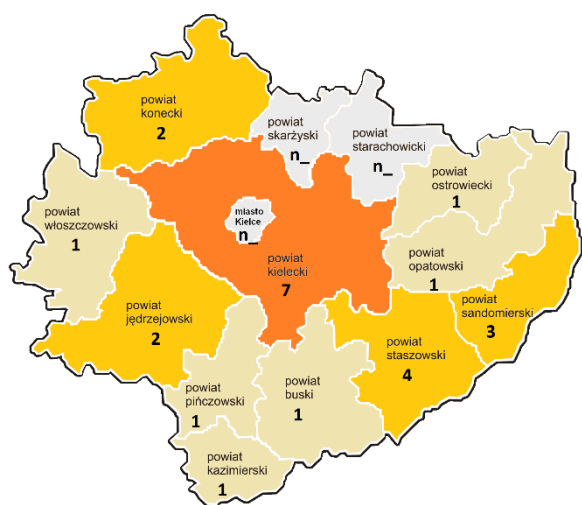 powiat
konecki
2
powiat
skarżyski
n_
powiat
starachowicki
n_
powiat
ostrowiecki
1
powiat
włoszczowski
1
miasto
Kielce
n_
powiat
kielecki
7
powiat
opatowski
1
powiat
sandomierski
3
powiat
jędrzejowski
2
powiat
staszowski
4
powiat
pińczowski
1
powiat
buski
1
powiat
kazimierski
1